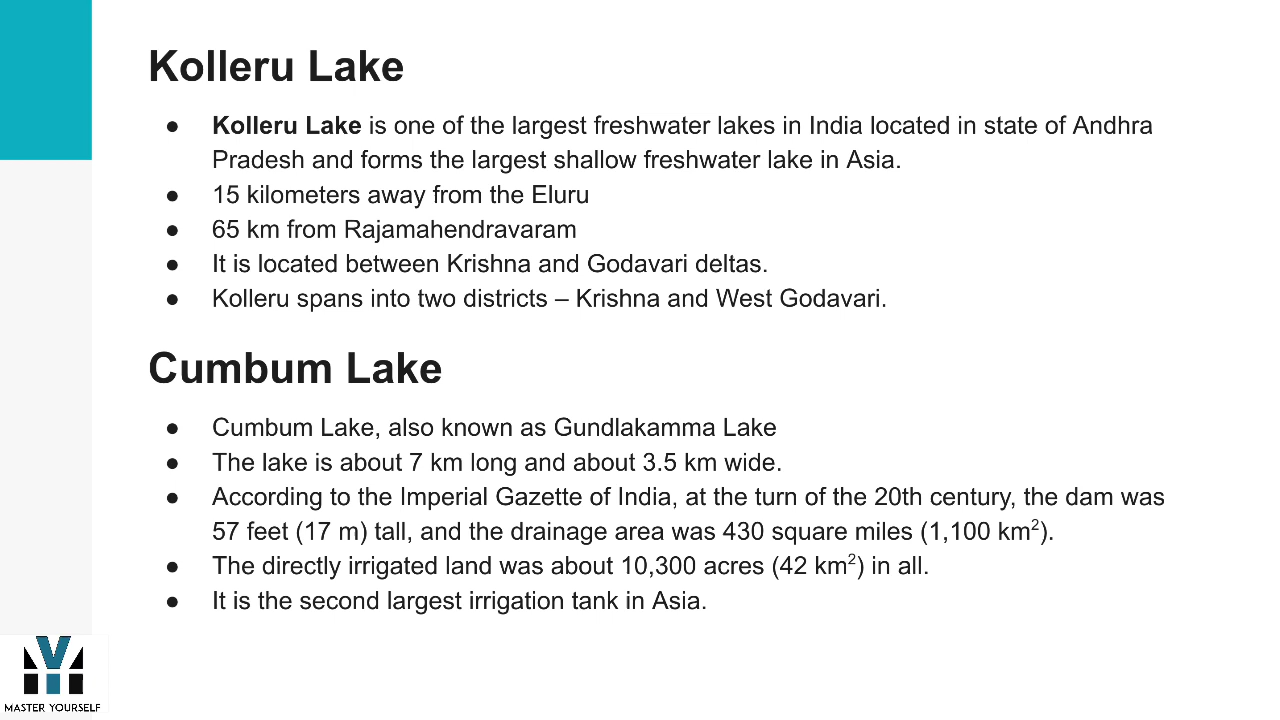 Kolleru Lake
● Kolleru Lake is one of the largest freshwater lakes in India located in state of Andhra
Pradesh and forms the largest shallow freshwater lake in Asia.
● 15 kilometers away from the Eluru
● 65 km from Rajamahendravaram
● It is located between Krishna and Godavari deltas.
● Kolleru spans into two districts – Krishna and West Godavari.
Cumbum Lake
● Cumbum Lake, also known as Gundlakamma Lake
● The lake is about 7 km long and about 3.5 km wide.
● According to the Imperial Gazette of India, at the turn of the 20th century, the dam was
57 feet (17 m) tall, and the drainage area was 430 square miles (1,100 km²).
● The directly irrigated land was about 10,300 acres (42 km²) in all.
● It is the second largest irrigation tank in Asia.
MASTER YOURSELF